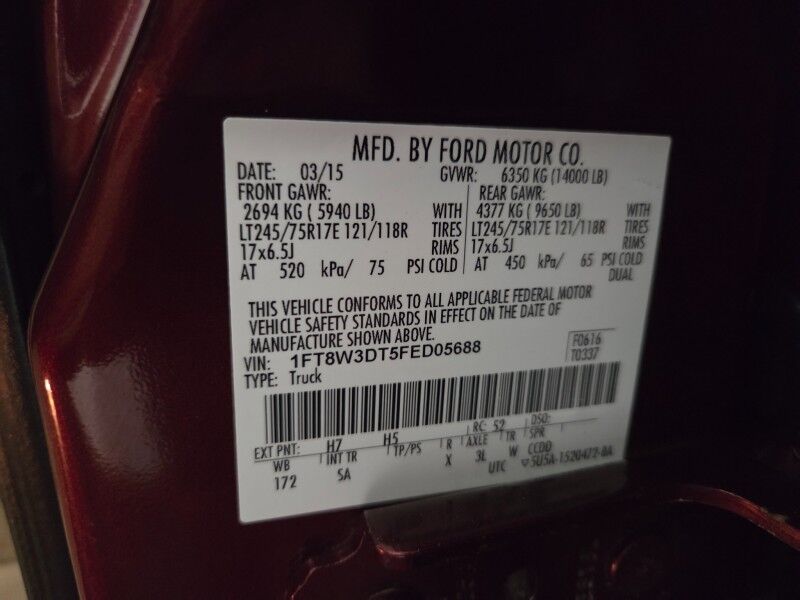 MFD. BY FORD MOTOR CO.
DATE: 03/15 GVWR: 6350 KG (14000 LB)
FRONT GAWR: REAR GAWR:
2694 KG ( 5940 LB) WITH 4377 KG ( 9650 LB) WITH
LT245/75R17E 121/118R TIRES LT245/75R17E 121/118R TIRES
17x6.5J RIMS 17x6.5J RIMS
AT 520 kPa/ 75 PSI COLD AT 450 kPa/ 65 PSI COLD
DUAL
THIS VEHICLE CONFORMS TO ALL APPLICABLE FEDERAL MOTOR
VEHICLE SAFETY STANDARDS IN EFFECT ON THE DATE OF
MANUFACTURE SHOWN ABOVE.
VIN: 1FT8W3DT5FED05688 F0616
TYPE: Truck T0337
EXT PNT: H7 H5 RC: 52 DSO:
WB INT TR TP/PS R AXLE TR SPR
172 SA X 3L W CCDD
UTC 5U5A-1520472-0A